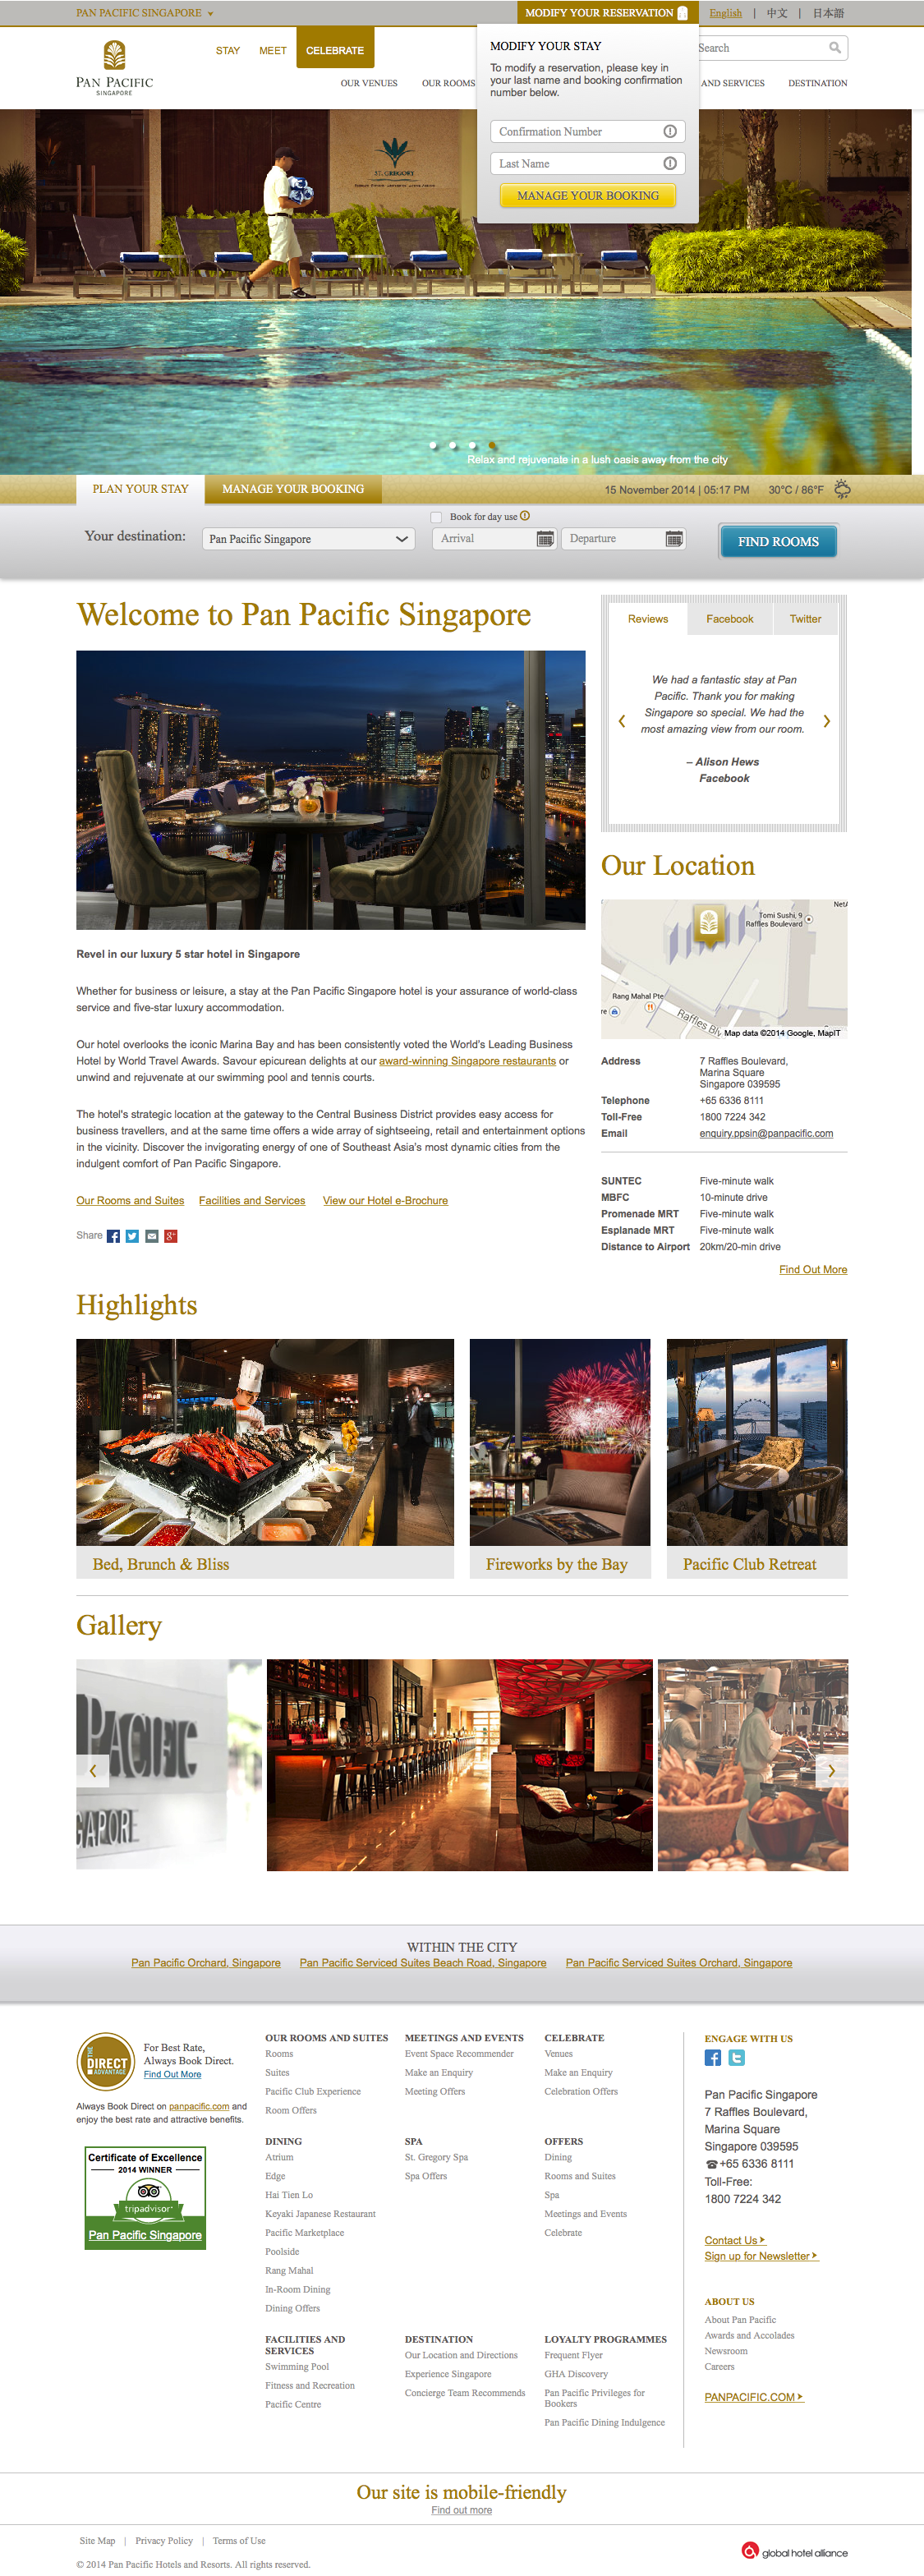 PAN PACIFIC SINGAPORE
MODIFY YOUR RESERVATION
English | 中文 | 日本語
PAN PACIFIC
SINGAPORE
STAY MEET CELEBRATE
Search
OUR VENUES OUR ROOMS AND SERVICES DESTINATION
MODIFY YOUR STAY
To modify a reservation, please key in
your last name and booking confirmation
number below.
Confirmation Number
Last Name
MANAGE YOUR BOOKING
ST. GREGORY
Relax and rejuvenate in a lush oasis away from the city
PLAN YOUR STAY MANAGE YOUR BOOKING
15 November 2014 | 05:17 PM 30°C / 86°F
Book for day use
Your destination: Pan Pacific Singapore Arrival Departure FIND ROOMS
Welcome to Pan Pacific Singapore
Revel in our luxury 5 star hotel in Singapore
Whether for business or leisure, a stay at the Pan Pacific Singapore hotel is your assurance of world-class
service and five-star luxury accommodation.
Our hotel overlooks the iconic Marina Bay and has been consistently voted the World's Leading Business
Hotel by World Travel Awards. Savour epicurean delights at our award-winning Singapore restaurants or
unwind and rejuvenate at our swimming pool and tennis courts.
The hotel's strategic location at the gateway to the Central Business District provides easy access for
business travellers, and at the same time offers a wide array of sightseeing, retail and entertainment options
in the vicinity. Discover the invigorating energy of one of Southeast Asia's most dynamic cities from the
indulgent comfort of Pan Pacific Singapore.
Our Rooms and Suites Facilities and Services View our Hotel e-Brochure
Share
Reviews Facebook Twitter
We had a fantastic stay at Pan
Pacific. Thank you for making
Singapore so special. We had the
most amazing view from our room.
– Alison Hews
Facebook
Our Location
Tomi Sushi, 9
Raffles Boulevard
Rang Mahal Pte
Raffles Blv
Map data ©2014 Google, MapIT
Address 7 Raffles Boulevard,
Marina Square
Singapore 039595
Telephone +65 6336 8111
Toll-Free 1800 7224 342
Email enquiry.ppsin@panpacific.com
SUNTEC Five-minute walk
MBFC 10-minute drive
Promenade MRT Five-minute walk
Esplanade MRT Five-minute walk
Distance to Airport 20km/20-min drive
Find Out More
Highlights
Bed, Brunch & Bliss
Fireworks by the Bay
Pacific Club Retreat
Gallery
PACIFIC
GAPORE
WITHIN THE CITY
Pan Pacific Orchard, Singapore Pan Pacific Serviced Suites Beach Road, Singapore Pan Pacific Serviced Suites Orchard, Singapore
THE
DIRECT
ADVANTAGE
For Best Rate,
Always Book Direct.
Find Out More
Always Book Direct on panpacific.com and
enjoy the best rate and attractive benefits.
Certificate of Excellence
2014 WINNER
tripadvisor
Pan Pacific Singapore
OUR ROOMS AND SUITES
Rooms
Suites
Pacific Club Experience
Room Offers
MEETINGS AND EVENTS
Event Space Recommender
Make an Enquiry
Meeting Offers
CELEBRATE
Venues
Make an Enquiry
Celebration Offers
DINING
Atrium
Edge
Hai Tien Lo
Keyaki Japanese Restaurant
Pacific Marketplace
Poolside
Rang Mahal
In-Room Dining
Dining Offers
SPA
St. Gregory Spa
Spa Offers
OFFERS
Dining
Rooms and Suites
Spa
Meetings and Events
Celebrate
FACILITIES AND
SERVICES
Swimming Pool
Fitness and Recreation
Pacific Centre
DESTINATION
Our Location and Directions
Experience Singapore
Concierge Team Recommends
LOYALTY PROGRAMMES
Frequent Flyer
GHA Discovery
Pan Pacific Privileges for
Bookers
Pan Pacific Dining Indulgence
ENGAGE WITH US
Pan Pacific Singapore
7 Raffles Boulevard,
Marina Square
Singapore 039595
+65 6336 8111
Toll-Free:
1800 7224 342
Contact Us
Sign up for Newsletter
ABOUT US
About Pan Pacific
Awards and Accolades
Newsroom
Careers
PANPACIFIC.COM
Our site is mobile-friendly
Find out more
Site Map | Privacy Policy | Terms of Use
© 2014 Pan Pacific Hotels and Resorts. All rights reserved.
global hotel alliance